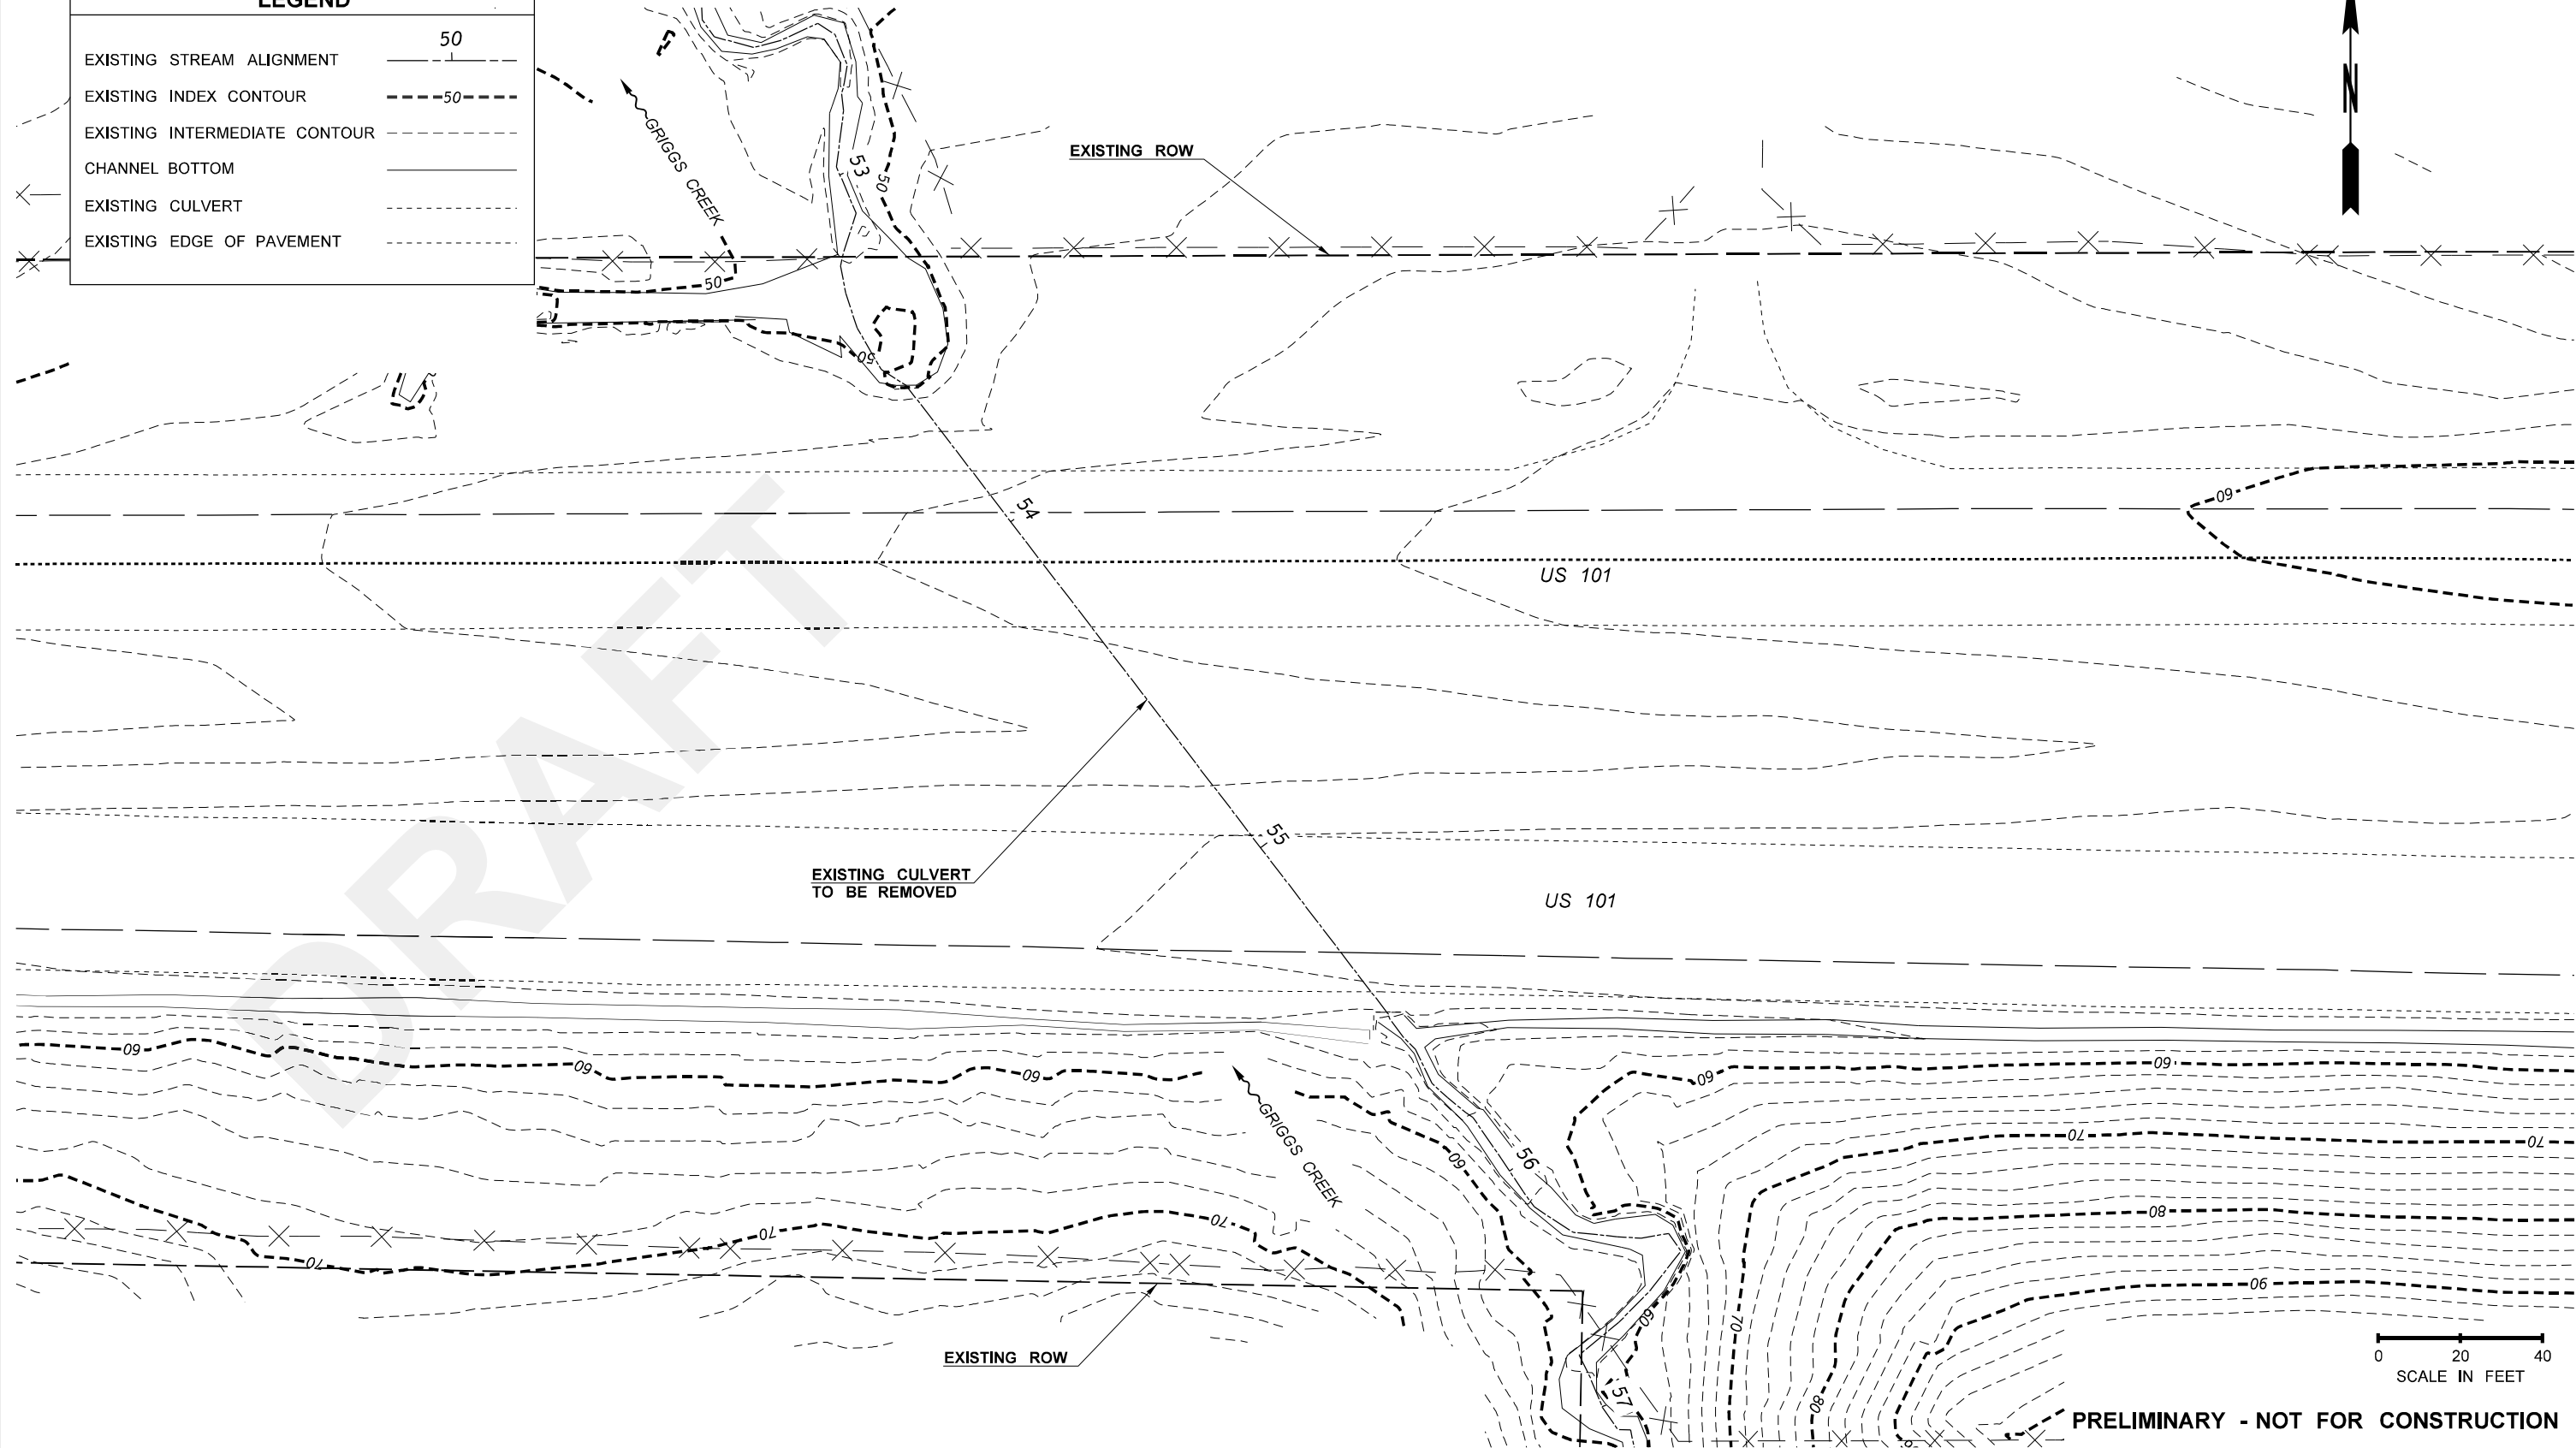 LEGEND
50
EXISTING STREAM ALIGNMENT
EXISTING INDEX CONTOUR
50
EXISTING INTERMEDIATE CONTOUR
CHANNEL BOTTOM
EXISTING CULVERT
EXISTING EDGE OF PAVEMENT
GRIGGS CREEK
53
50
50
50
EXISTING ROW
N
54
60
US 101
55
EXISTING CULVERT
TO BE REMOVED
US 101
DRAFT
60
60
60
60
60
GRIGGS CREEK
56
60
70
70
70
70
70
80
90
60
70
80
57
EXISTING ROW
0 20 40
SCALE IN FEET
PRELIMINARY - NOT FOR CONSTRUCTION